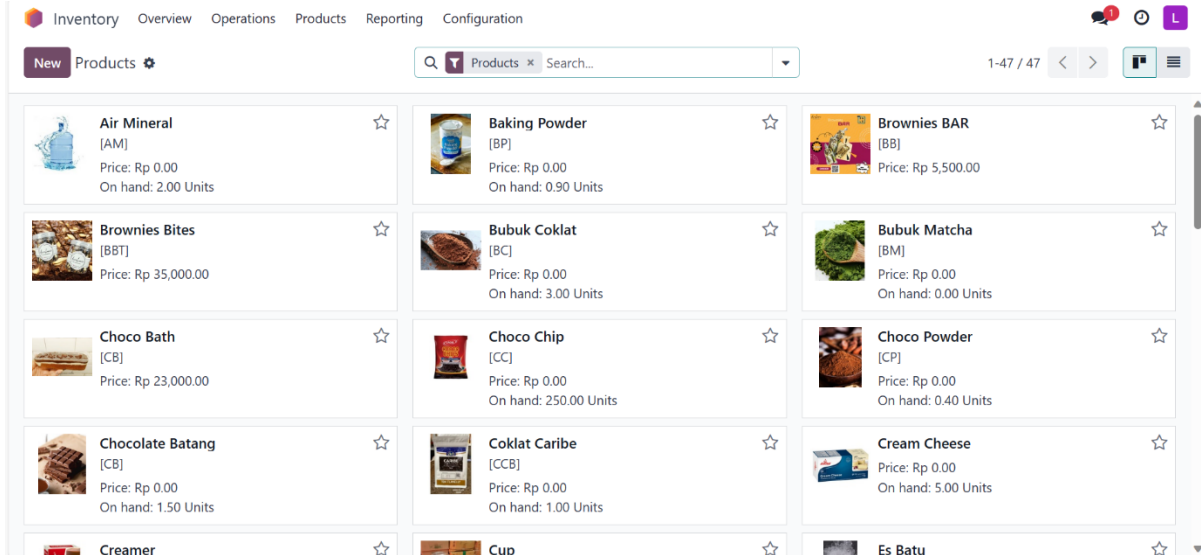 Inventory Overview Operations Products Reporting Configuration 1 L
New Products Products × Search... 1-47 / 47
Air Mineral
[AM]
Price: Rp 0.00
On hand: 2.00 Units
Baking Powder
[BP]
Price: Rp 0.00
On hand: 0.90 Units
Brownies BAR
[BB]
Price: Rp 5,500.00
Brownies Bites
[BBT]
Price: Rp 35,000.00
Bubuk Coklat
[BC]
Price: Rp 0.00
On hand: 3.00 Units
Bubuk Matcha
[BM]
Price: Rp 0.00
On hand: 0.00 Units
Choco Bath
[CB]
Price: Rp 23,000.00
Choco Chip
[CC]
Price: Rp 0.00
On hand: 250.00 Units
Choco Powder
[CP]
Price: Rp 0.00
On hand: 0.40 Units
Chocolate Batang
[CB]
Price: Rp 0.00
On hand: 1.50 Units
Coklat Caribe
[CCB]
Price: Rp 0.00
On hand: 1.00 Units
Cream Cheese
Price: Rp 0.00
On hand: 5.00 Units
Creamer
Cup
Es Batu